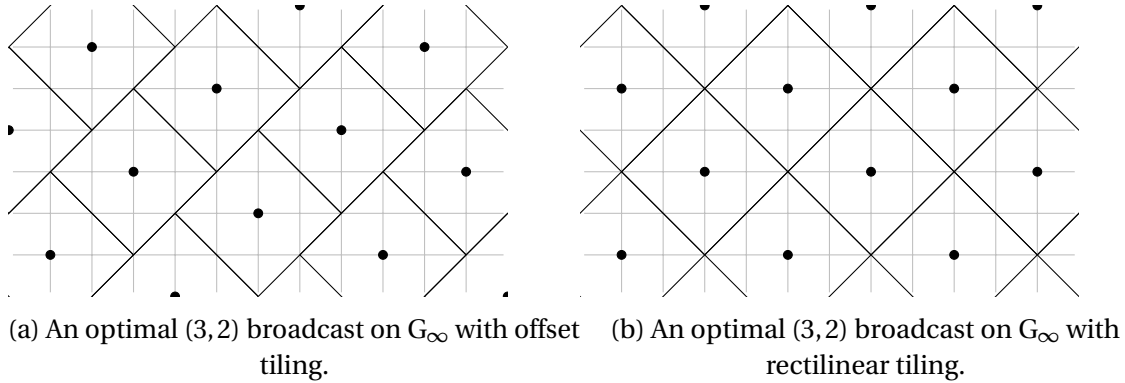 (a) An optimal (3,2) broadcast on G∞ with offset
tiling.
(b) An optimal (3,2) broadcast on G∞ with
rectilinear tiling.